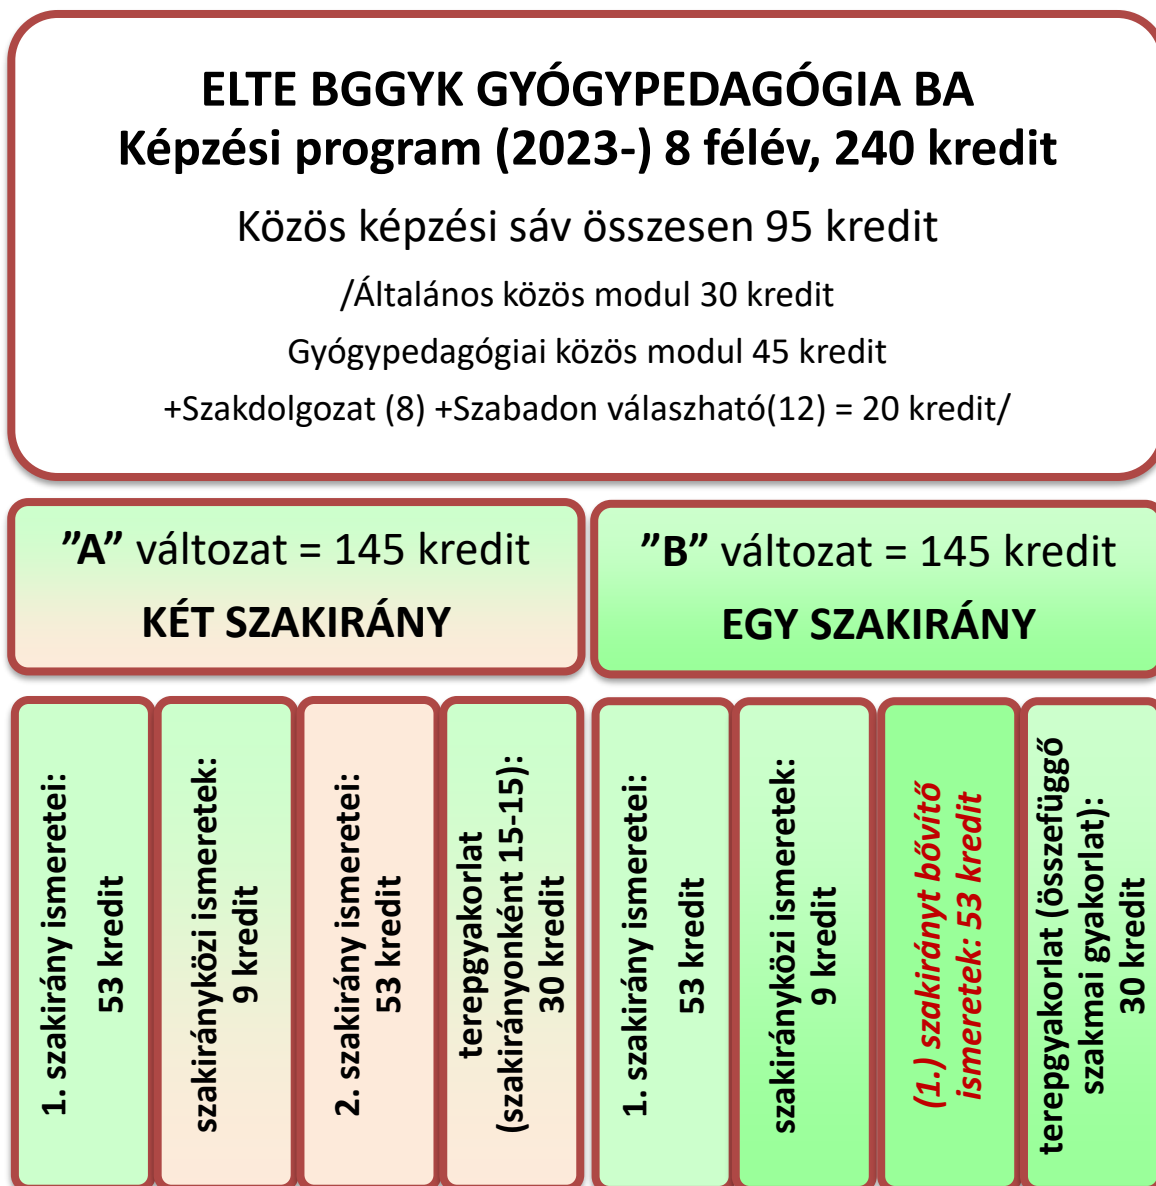 ELTE BGGYK GYÓGYPEDAGÓGIA BA
Képzési program (2023-) 8 félév, 240 kredit
Közös képzési sáv összesen 95 kredit
/Általános közös modul 30 kredit
Gyógypedagógiai közös modul 45 kredit
+Szakdolgozat (8) +Szabadon válaszható(12) = 20 kredit/
”A” változat = 145 kredit
KÉT SZAKIRÁNY
”B” változat = 145 kredit
EGY SZAKIRÁNY
1. szakirány ismeretei:
53 kredit
szakirányközi ismeretek:
9 kredit
2. szakirány ismeretei:
53 kredit
terepgyakorlat
(szakirányonként 15-15):
30 kredit
1. szakirány ismeretei:
53 kredit
szakirányközi ismeretek:
9 kredit
(1.) szakirányt bővítő
ismeretek: 53 kredit
terepgyakorlat (összefüggő
szakmai gyakorlat):
30 kredit